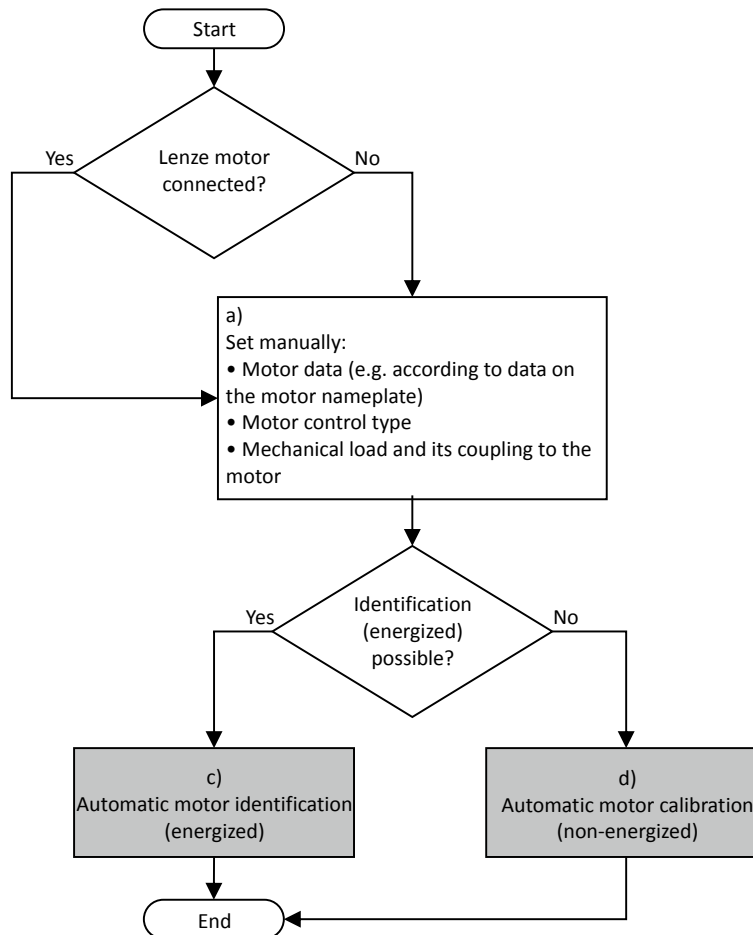 Start
Yes
Lenze motor
connected?
No
a)
Set manually:
• Motor data (e.g. according to data on
the motor nameplate)
• Motor control type
• Mechanical load and its coupling to the
motor
Yes
Identification
(energized)
possible?
No
c)
Automatic motor identification
(energized)
d)
Automatic motor calibration
(non-energized)
End